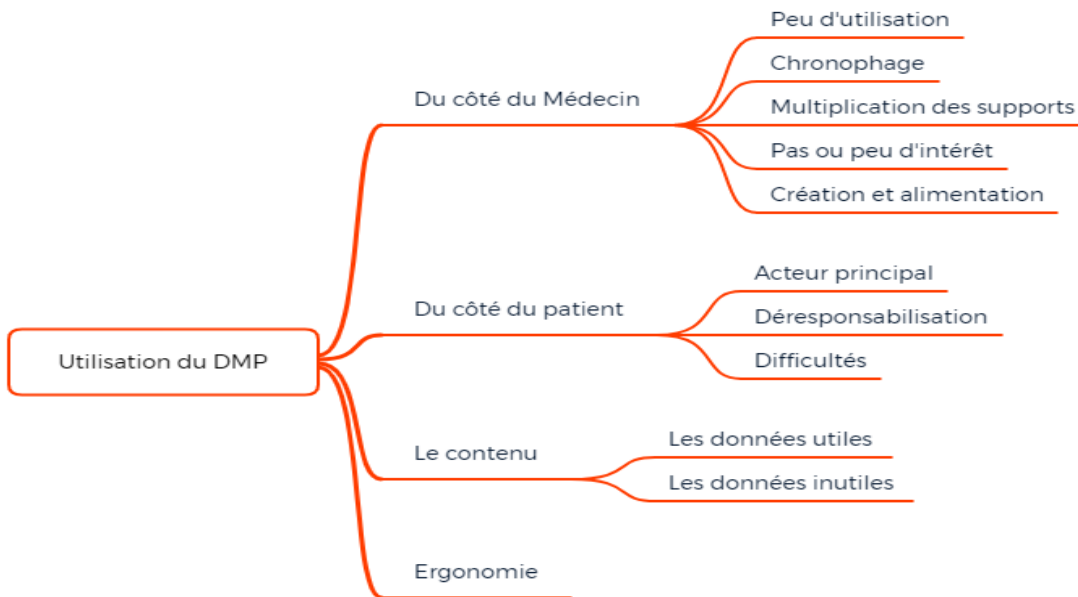 Utilisation du DMP
Du côté du Médecin
Peu d'utilisation
Chronophage
Multiplication des supports
Pas ou peu d'intérêt
Création et alimentation
Du côté du patient
Acteur principal
Déresponsabilisation
Difficultés
Le contenu
Les données utiles
Les données inutiles
Ergonomie